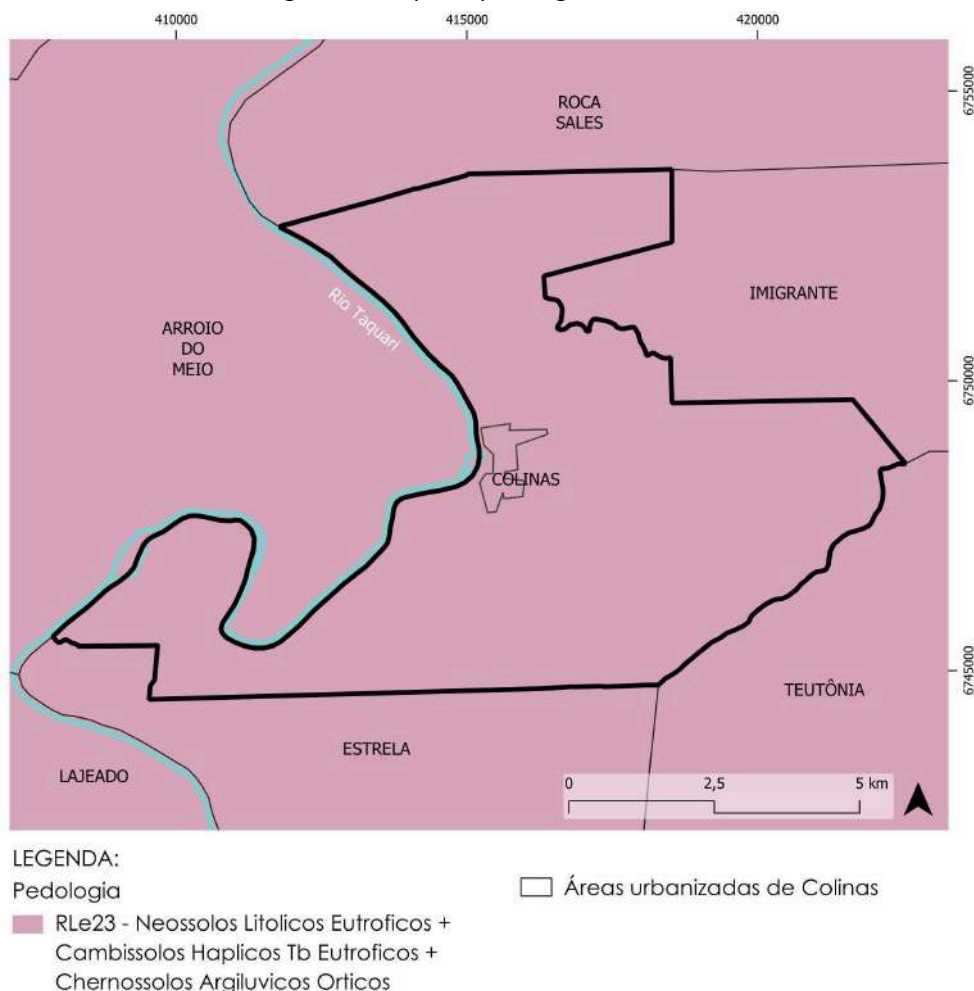 410000
415000
420000
6755000
ROCA
SALES
IMIGRANTE
Rio Taquari
ARROIO
DO
MEIO
6750000
COLINAS
6745000
TEUTÔNIA
ESTRELA
LAJEADO
0
2,5
5 km
LEGENDA:
Pedologia
Áreas urbanizadas de Colinas
RLe23 - Neossolos Litolicos Eutroficos +
Cambissolos Haplicos Tb Eutroficos +
Chernossolos Argiluvicos Orticos